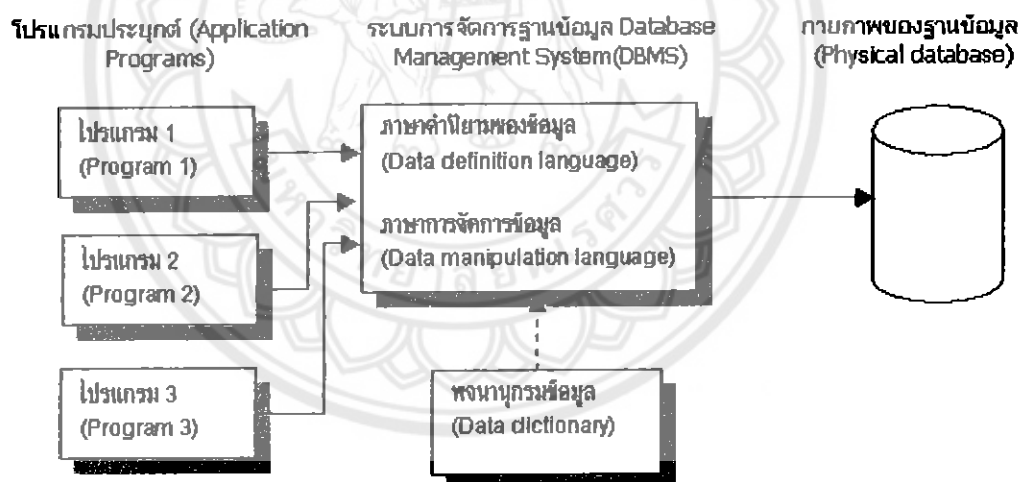 โปรแกรมประยุกต์ (Application
Programs)
ระบบการจัดการฐานข้อมูล Database
Management System(DBMS)
กายภาพของฐานข้อมูล
(Physical database)
โปรแกรม 1
(Program 1)
โปรแกรม 2
(Program 2)
โปรแกรม 3
(Program 3)
ภาษาคำนิยามของข้อมูล
(Data definition language)
ภาษาการจัดการข้อมูล
(Data manipulation language)
พจนานุกรมข้อมูล
(Data dictionary)